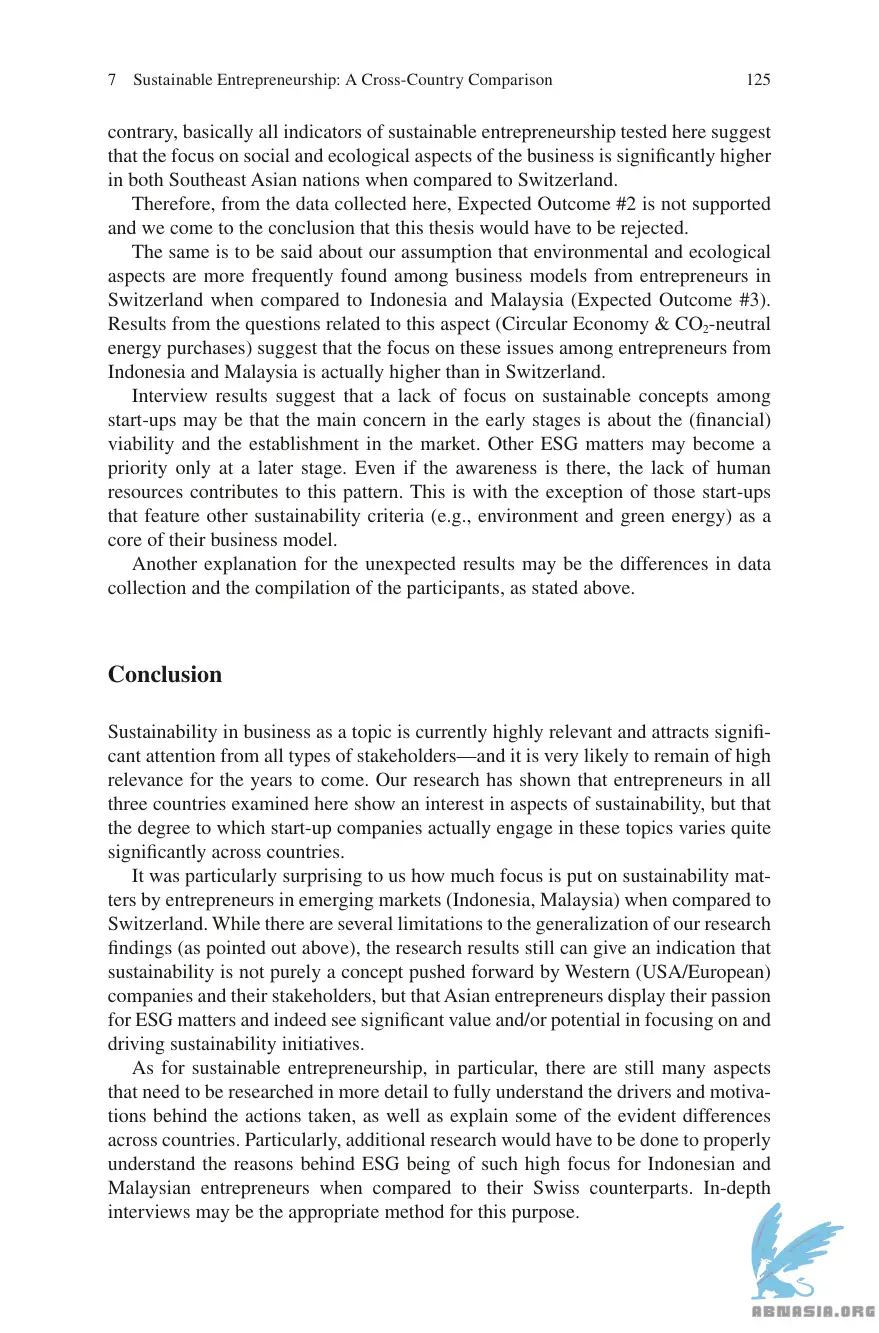 7 Sustainable Entrepreneurship: A Cross-Country Comparison 125
contrary, basically all indicators of sustainable entrepreneurship tested here suggest
that the focus on social and ecological aspects of the business is significantly higher
in both Southeast Asian nations when compared to Switzerland.
Therefore, from the data collected here, Expected Outcome #2 is not supported
and we come to the conclusion that this thesis would have to be rejected.
The same is to be said about our assumption that environmental and ecological
aspects are more frequently found among business models from entrepreneurs in
Switzerland when compared to Indonesia and Malaysia (Expected Outcome #3).
Results from the questions related to this aspect (Circular Economy & CO₂-neutral
energy purchases) suggest that the focus on these issues among entrepreneurs from
Indonesia and Malaysia is actually higher than in Switzerland.
Interview results suggest that a lack of focus on sustainable concepts among
start-ups may be that the main concern in the early stages is about the (financial)
viability and the establishment in the market. Other ESG matters may become a
priority only at a later stage. Even if the awareness is there, the lack of human
resources contributes to this pattern. This is with the exception of those start-ups
that feature other sustainability criteria (e.g., environment and green energy) as a
core of their business model.
Another explanation for the unexpected results may be the differences in data
collection and the compilation of the participants, as stated above.
Conclusion
Sustainability in business as a topic is currently highly relevant and attracts signifi-
cant attention from all types of stakeholders—and it is very likely to remain of high
relevance for the years to come. Our research has shown that entrepreneurs in all
three countries examined here show an interest in aspects of sustainability, but that
the degree to which start-up companies actually engage in these topics varies quite
significantly across countries.
It was particularly surprising to us how much focus is put on sustainability mat-
ters by entrepreneurs in emerging markets (Indonesia, Malaysia) when compared to
Switzerland. While there are several limitations to the generalization of our research
findings (as pointed out above), the research results still can give an indication that
sustainability is not purely a concept pushed forward by Western (USA/European)
companies and their stakeholders, but that Asian entrepreneurs display their passion
for ESG matters and indeed see significant value and/or potential in focusing on and
driving sustainability initiatives.
As for sustainable entrepreneurship, in particular, there are still many aspects
that need to be researched in more detail to fully understand the drivers and motiva-
tions behind the actions taken, as well as explain some of the evident differences
across countries. Particularly, additional research would have to be done to properly
understand the reasons behind ESG being of such high focus for Indonesian and
Malaysian entrepreneurs when compared to their Swiss counterparts. In-depth
interviews may be the appropriate method for this purpose.
ABNASIA.ORG